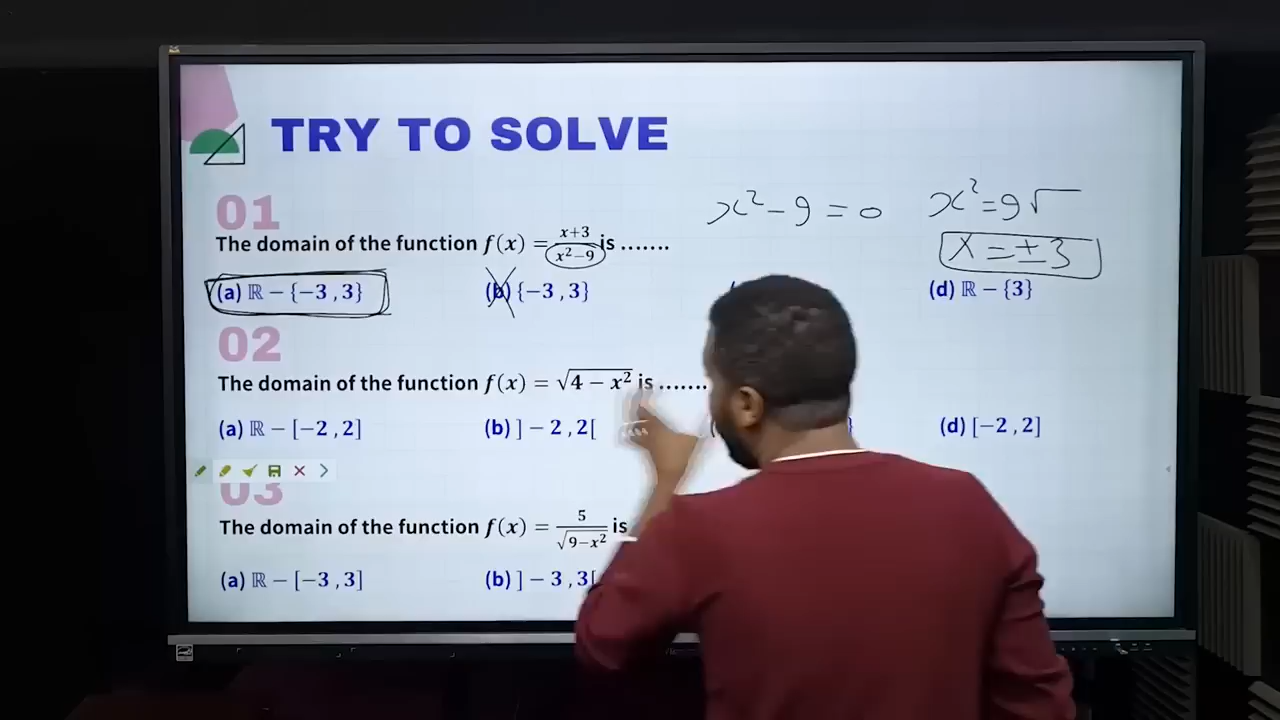 TRY TO SOLVE
01
x² - 9 = 0
x² = 9 √
x = ± 3
The domain of the function f(x) = x+3 / x²−9 is .......
(a) ℝ − {−3 , 3}
(b) {−3 , 3}
(d) ℝ − {3}
02
The domain of the function f(x) = √4 − x² is .......
(a) ℝ − [−2 , 2]
(b) ] − 2 , 2[
(d) [−2 , 2]
03
The domain of the function f(x) = 5 / √9−x² is
(a) ℝ − [−3 , 3]
(b) ] − 3 , 3[